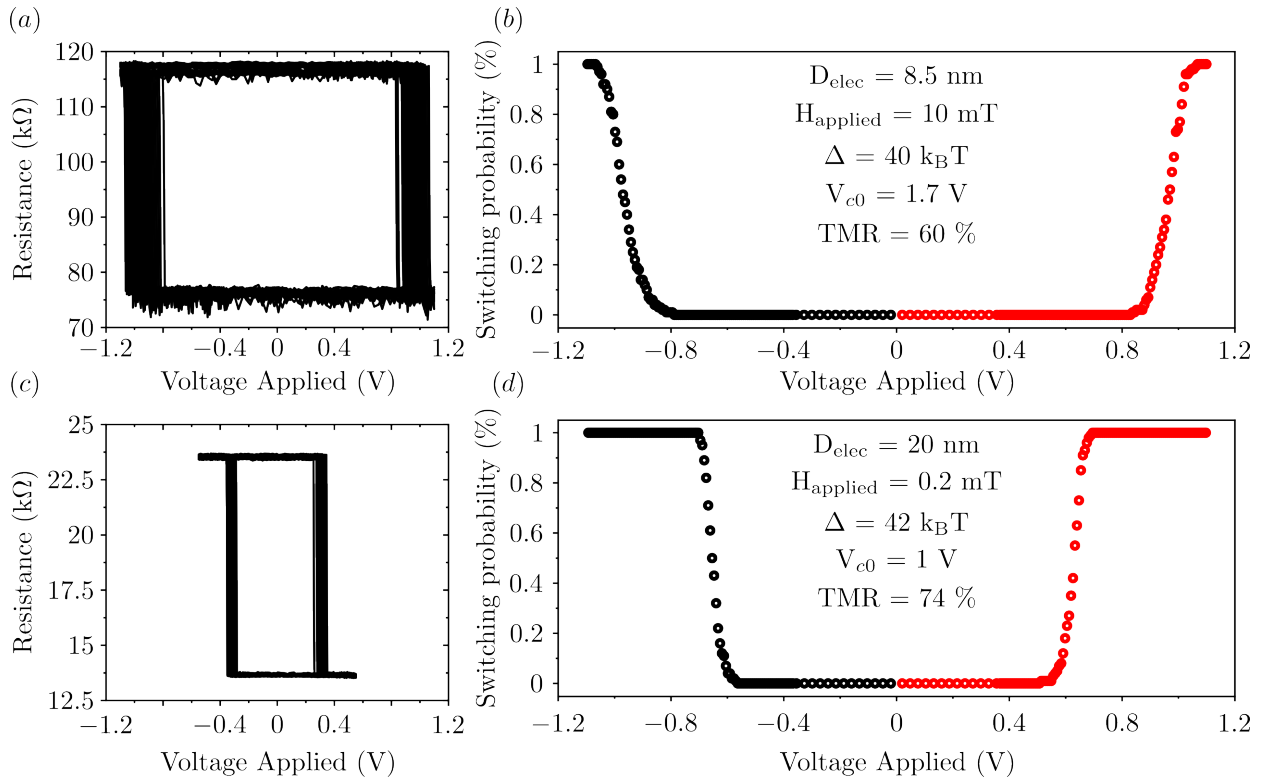 (a)
120
110
100
90
80
70
Resistance (kΩ)
−1.2
−0.4
0
0.4
1.2
Voltage Applied (V)
(b)
1
0.8
0.6
0.4
0.2
0
Switching probability (%)
D_elec = 8.5 nm
H_applied = 10 mT
Δ = 40 k_BT
V_c0 = 1.7 V
TMR = 60 %
−1.2
−0.8
−0.4
0
0.4
0.8
1.2
Voltage Applied (V)
(c)
25
22.5
20
17.5
15
12.5
Resistance (kΩ)
−1.2
−0.4
0
0.4
1.2
Voltage Applied (V)
(d)
1
0.8
0.6
0.4
0.2
0
Switching probability (%)
D_elec = 20 nm
H_applied = 0.2 mT
Δ = 42 k_BT
V_c0 = 1 V
TMR = 74 %
−1.2
−0.8
−0.4
0
0.4
0.8
1.2
Voltage Applied (V)